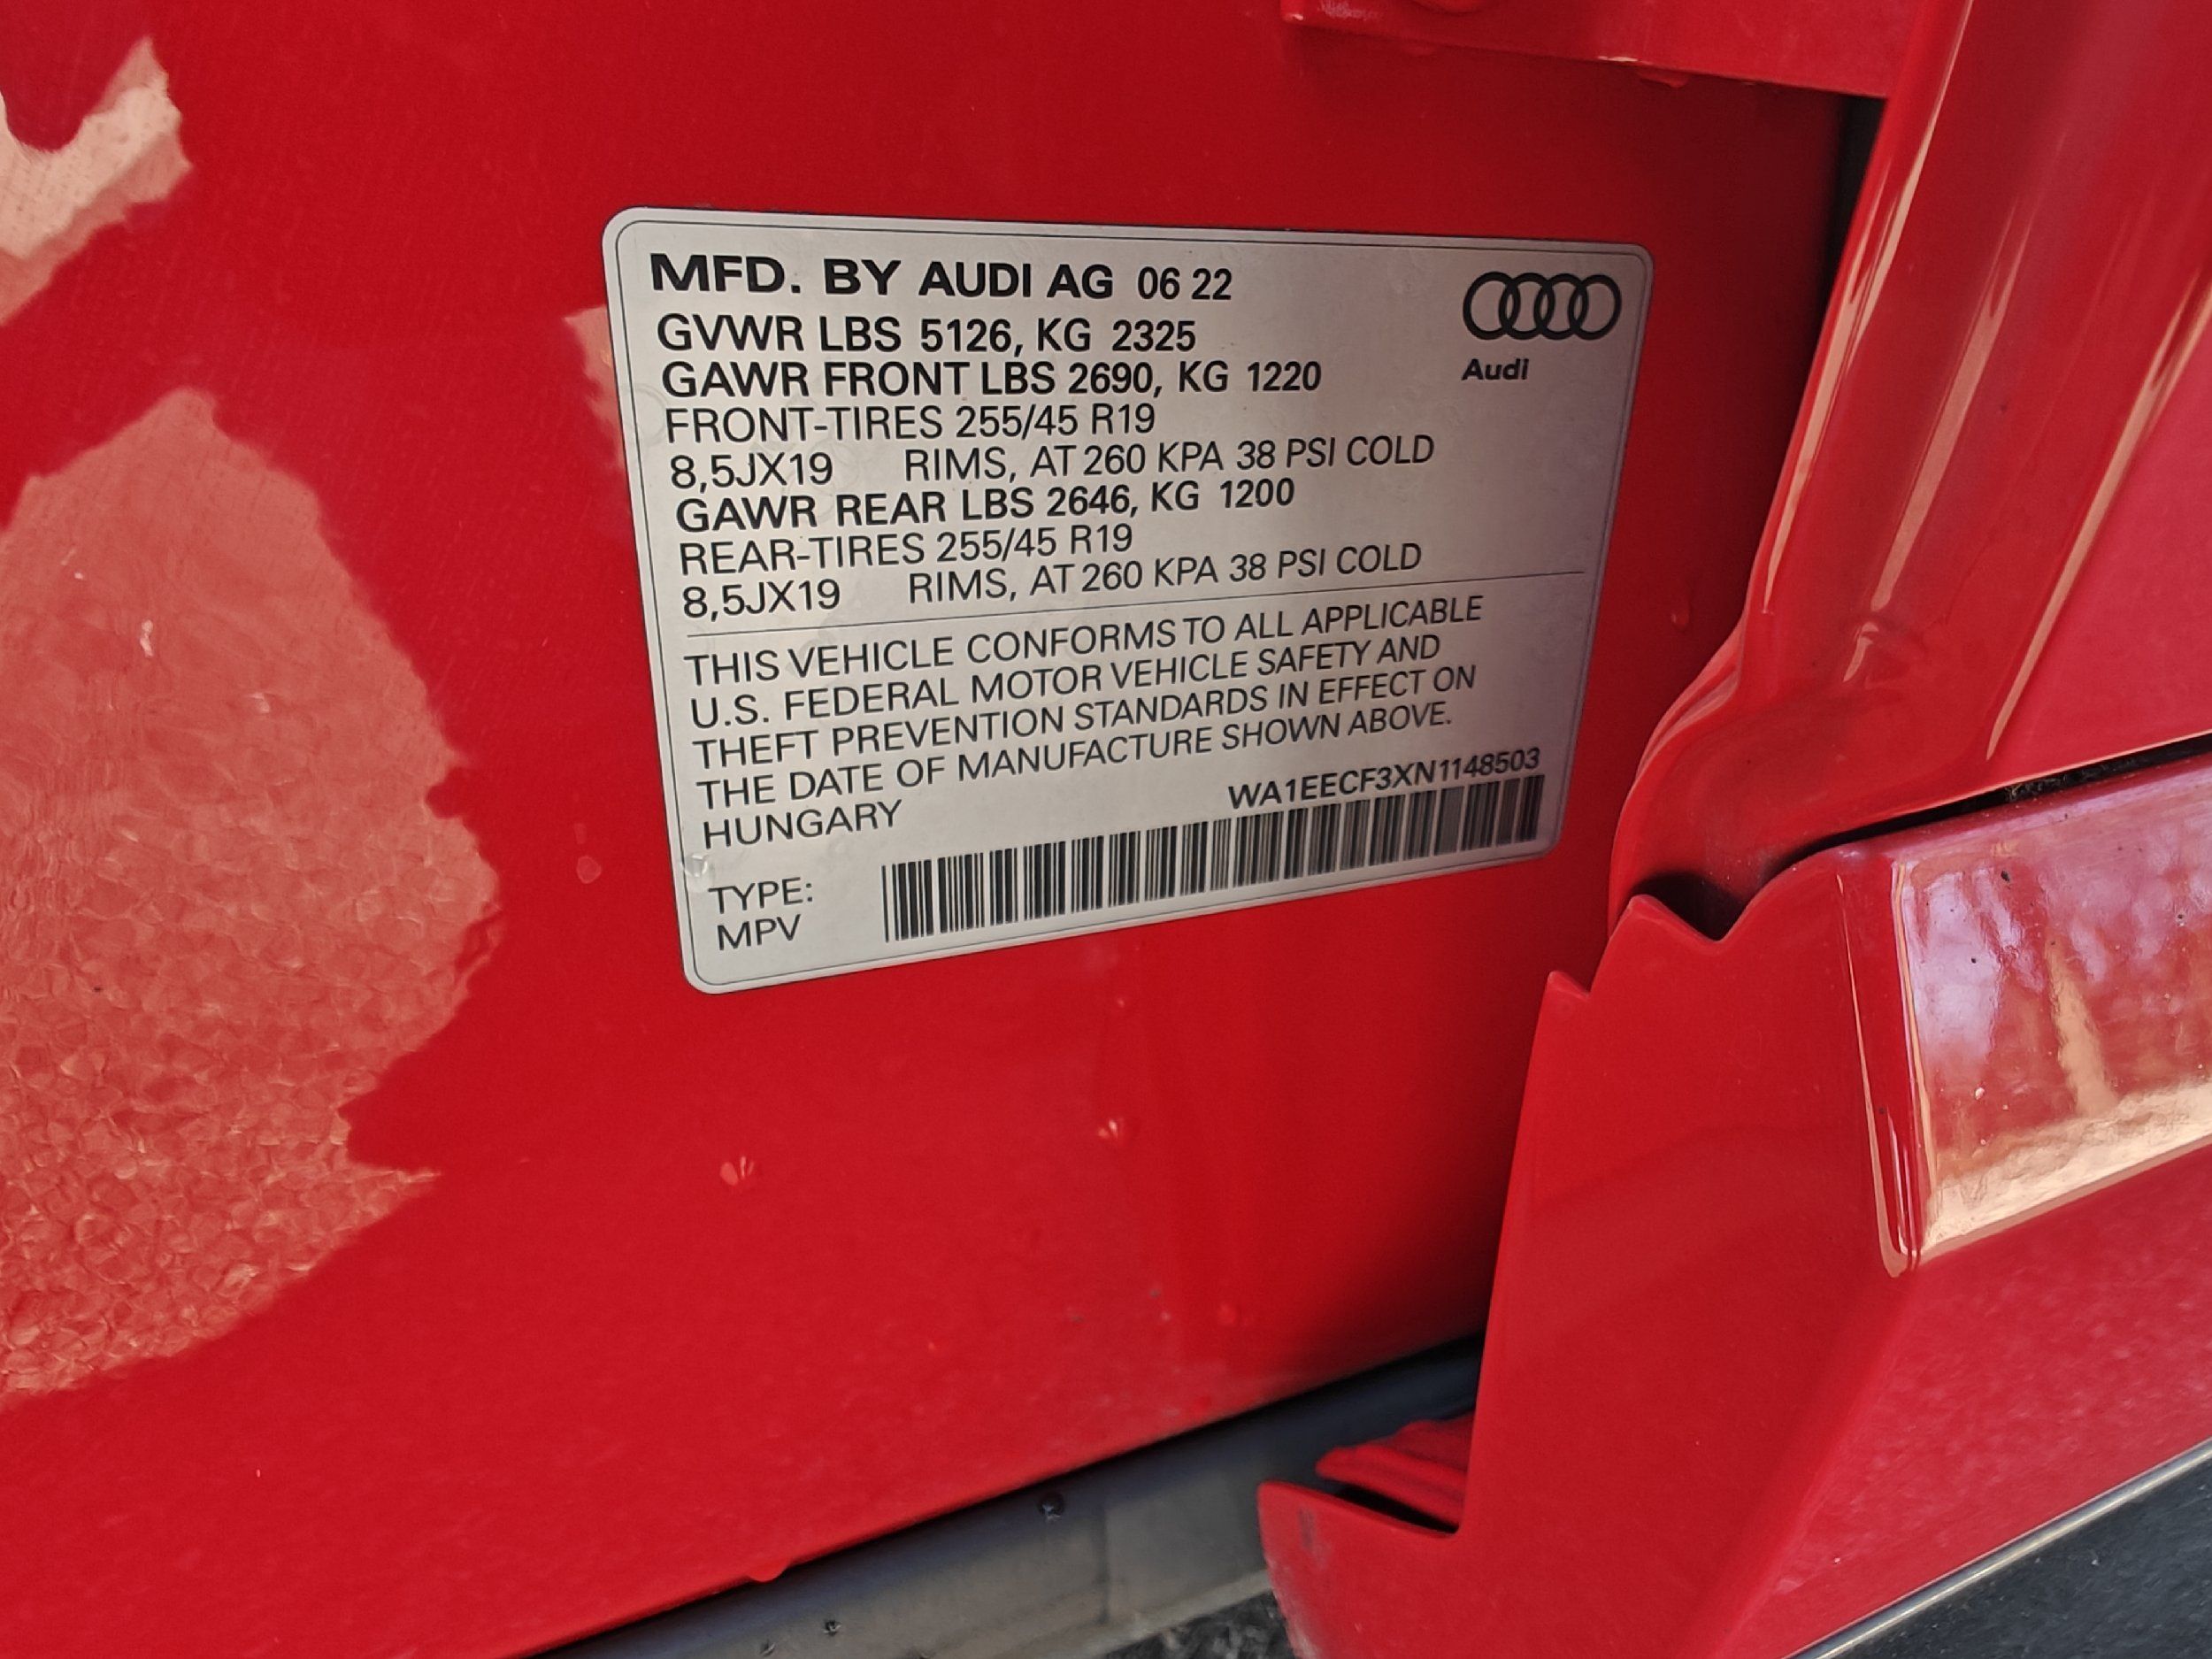 MFD. BY AUDI AG 06 22
GVWR LBS 5126, KG 2325
GAWR FRONT LBS 2690, KG 1220
FRONT-TIRES 255/45 R19
8,5JX19 RIMS, AT 260 KPA 38 PSI COLD
GAWR REAR LBS 2646, KG 1200
REAR-TIRES 255/45 R19
8,5JX19 RIMS, AT 260 KPA 38 PSI COLD
Audi
THIS VEHICLE CONFORMS TO ALL APPLICABLE
U.S. FEDERAL MOTOR VEHICLE SAFETY AND
THEFT PREVENTION STANDARDS IN EFFECT ON
THE DATE OF MANUFACTURE SHOWN ABOVE.
HUNGARY WA1EECF3XN1148503
TYPE:
MPV